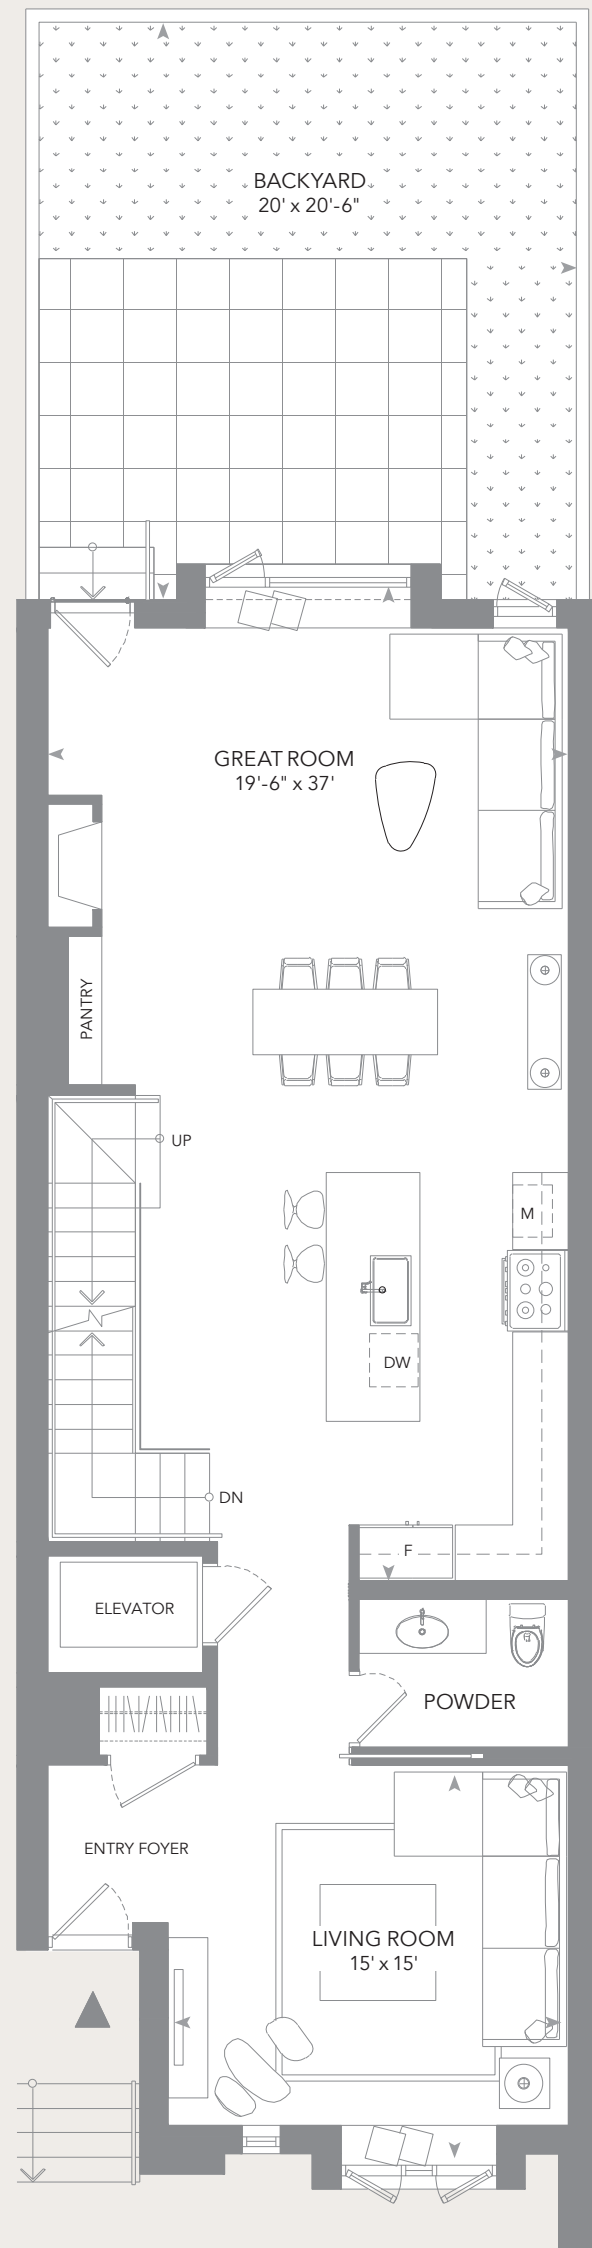 BACKYARD
20' x 20'-6"
GREAT ROOM
19'-6" x 37'
PANTRY
UP
M
DW
DN
F
ELEVATOR
POWDER
ENTRY FOYER
LIVING ROOM
15' x 15'